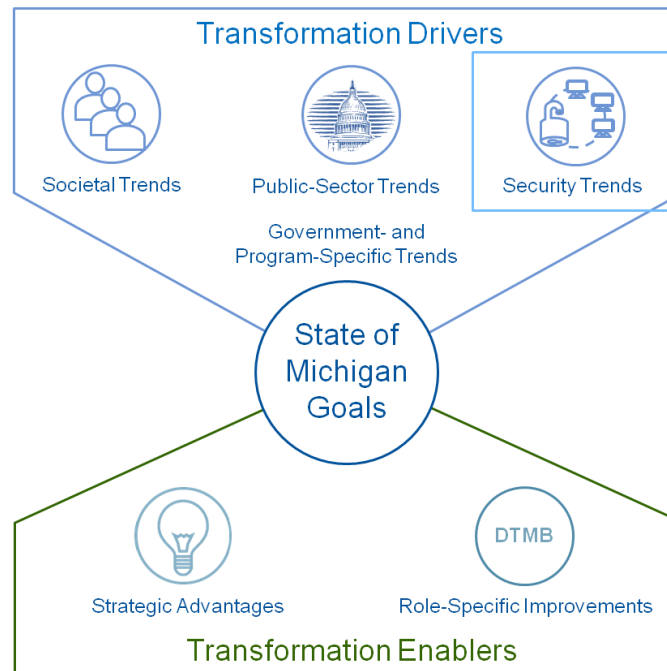 Transformation Drivers
Societal Trends
Public-Sector Trends
Security Trends
Government- and
Program-Specific Trends
State of
Michigan
Goals
DTMB
Strategic Advantages
Role-Specific Improvements
Transformation Enablers